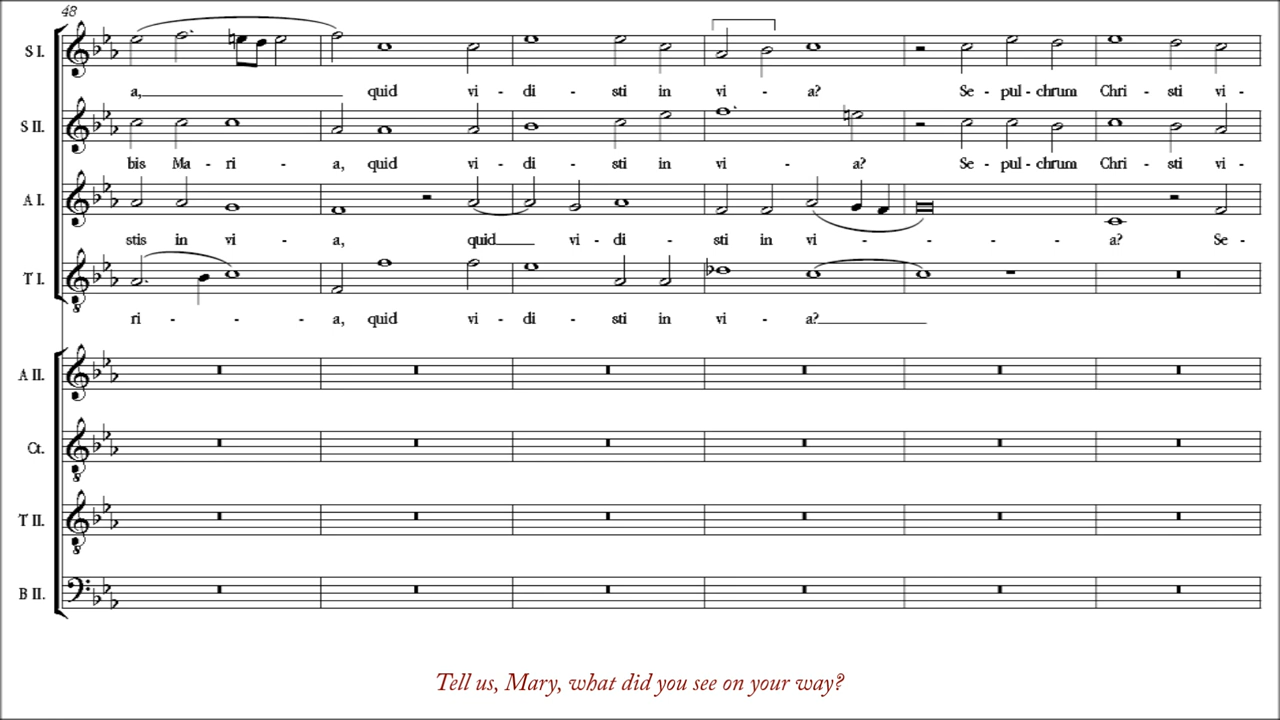 48
S I.
a, quid vi - di - sti in vi - a? Se - pul - chrum Chri - sti vi -
S II.
bis Ma - ri - a, quid vi - di - sti in vi - a? Se - pul - chrum Chri - sti vi -
A I.
stis in vi - a, quid vi - di - sti in vi - - - - a? Se -
T I.
ri - - - a, quid vi - di - sti in vi - a?
A II.
Ct.
T II.
B II.
Tell us, Mary, what did you see on your way?